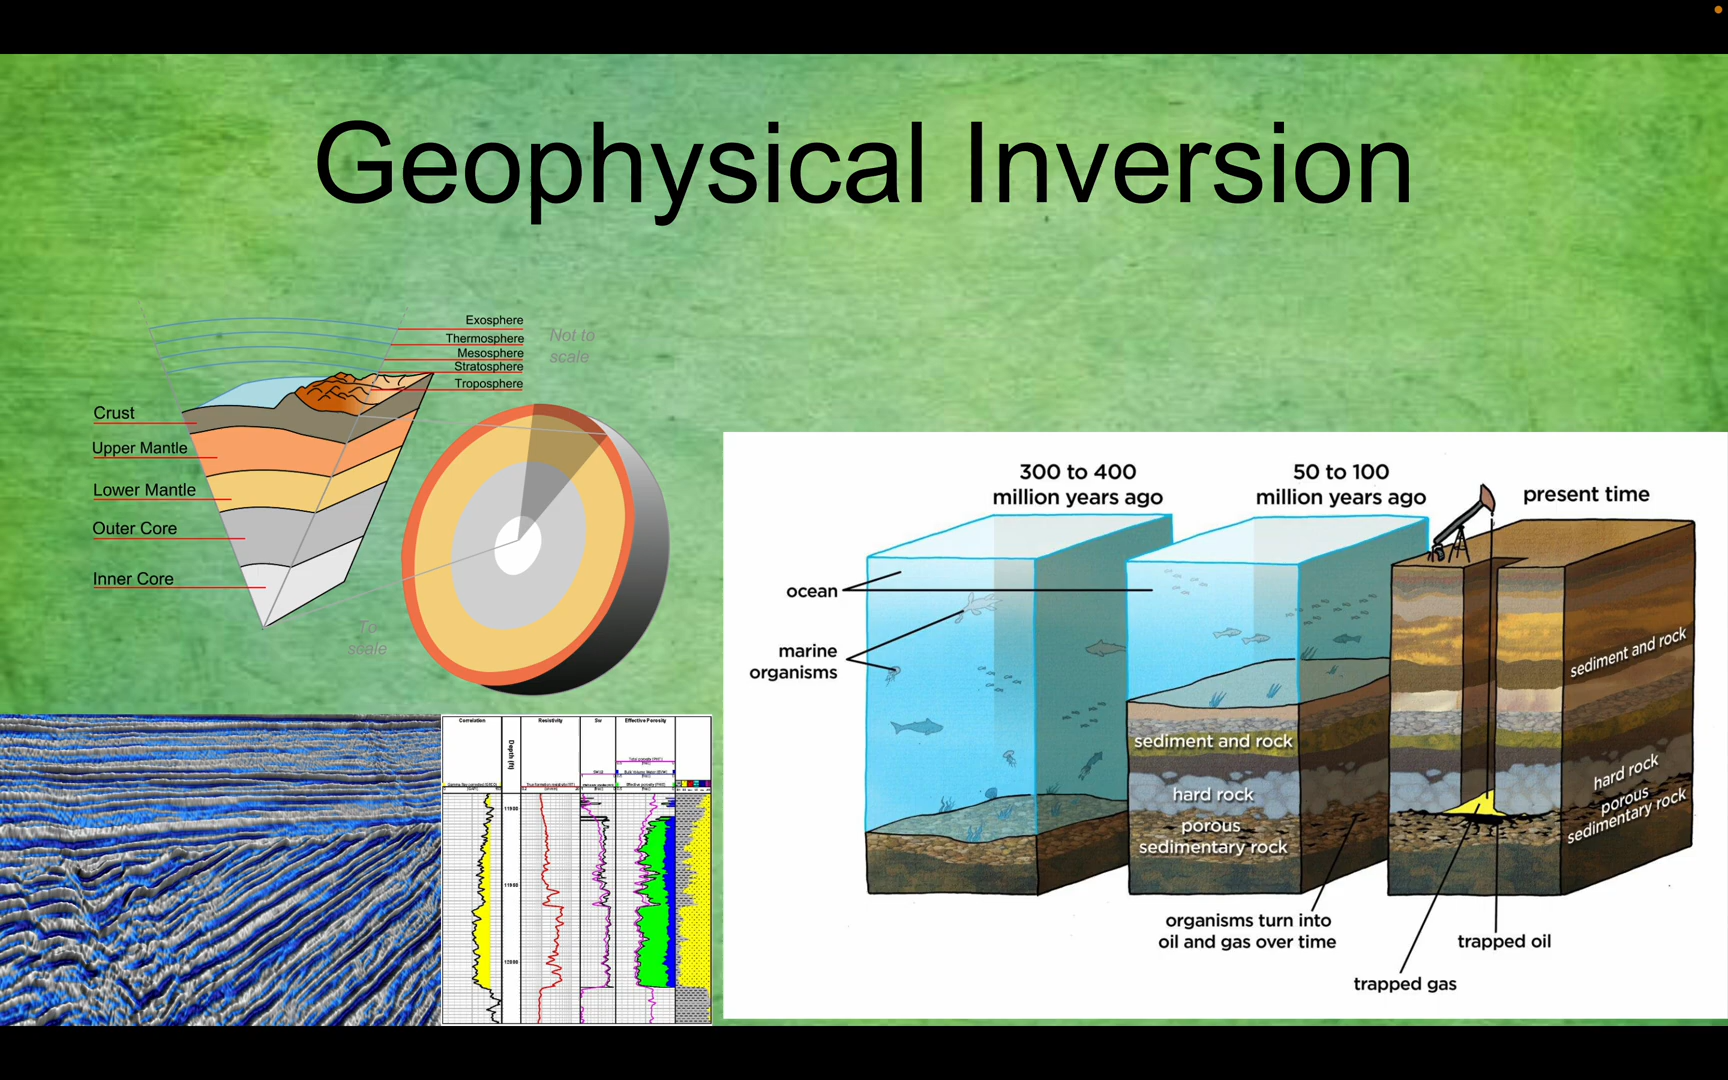 Geophysical Inversion
Exosphere
Thermosphere
Mesosphere
Stratosphere
Troposphere
Not to
scale
Crust
Upper Mantle
Lower Mantle
Outer Core
Inner Core
To
scale
300 to 400
million years ago
50 to 100
million years ago
present time
ocean
marine
organisms
sediment and rock
hard rock
porous
sedimentary rock
sediment and rock
hard rock
porous
sedimentary rock
organisms turn into
oil and gas over time
trapped oil
trapped gas
Correlation
Depth (ft)
Resistivity
Sw
Effective Porosity
11900
12000